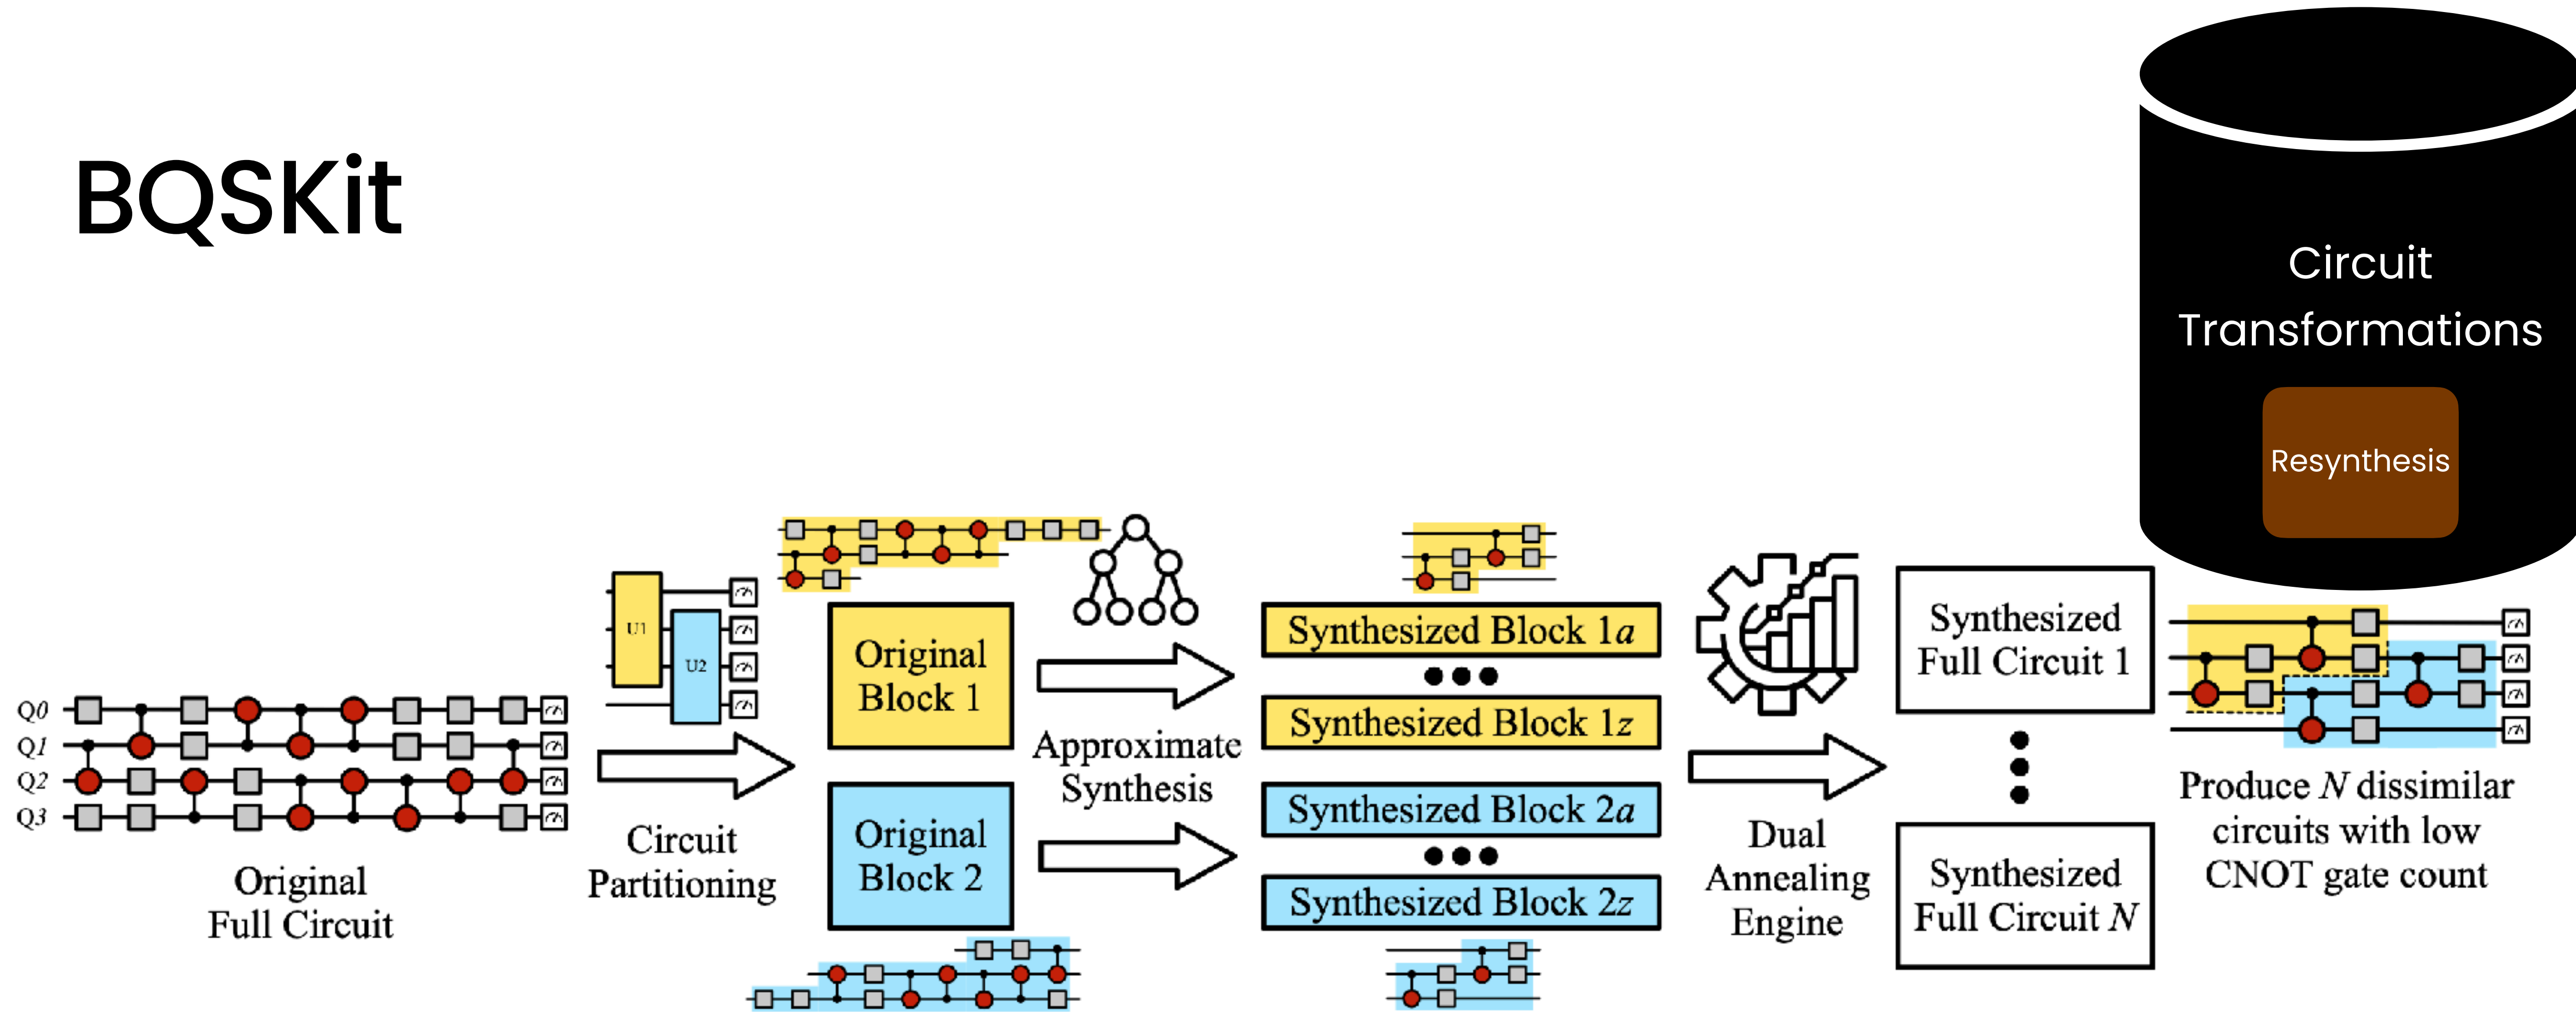 BQSKit
Circuit
Transformations
Resynthesis
Q0
Q1
Q2
Q3
Original
Full Circuit
U1
U2
Circuit
Partitioning
Original
Block 1
Original
Block 2
Approximate
Synthesis
Synthesized Block 1a
Synthesized Block 1z
Synthesized Block 2a
Synthesized Block 2z
Dual
Annealing
Engine
Synthesized
Full Circuit 1
Synthesized
Full Circuit N
Produce N dissimilar
circuits with low
CNOT gate count